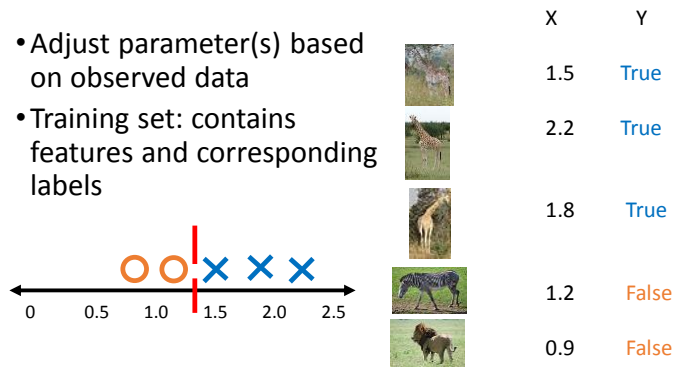 • Adjust parameter(s) based
on observed data
• Training set: contains
features and corresponding
labels
0 0.5 1.0 1.5 2.0 2.5
X Y
1.5 True
2.2 True
1.8 True
1.2 False
0.9 False